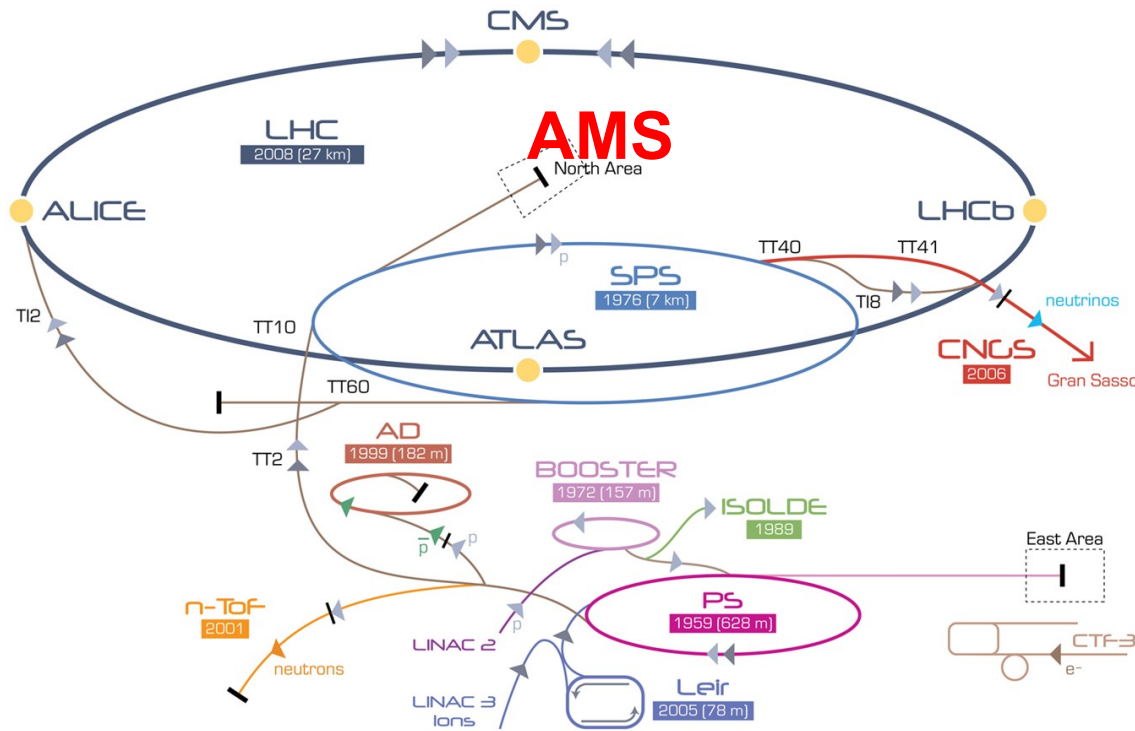 CMS
LHC
2008 (27 km)
AMS
North Area
ALICE
LHCb
TT40
TT41
p
SPS
1976 (7 km)
TI8
neutrinos
TI2
TT10
ATLAS
CNGS
2006
Gran Sasso
TT60
AD
1999 (182 m)
TT2
BOOSTER
1972 (157 m)
ISOLDE
1989
p̅
p
East Area
n-ToF
2001
PS
1959 (628 m)
p
LINAC 2
neutrons
CTF-3
e-
LINAC 3
Ions
Leir
2005 (78 m)